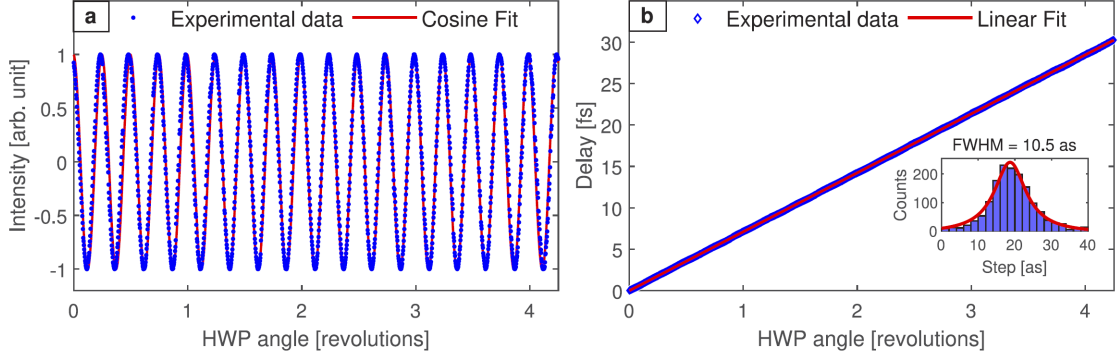 a Experimental data Cosine Fit
Intensity [arb. unit]
1
0.5
0
-0.5
-1
0 1 2 3 4
HWP angle [revolutions]
b Experimental data Linear Fit
Delay [fs]
30
25
20
15
10
5
0
0 1 2 3 4
HWP angle [revolutions]
FWHM = 10.5 as
Counts
200
100
0
0 20 40
Step [as]